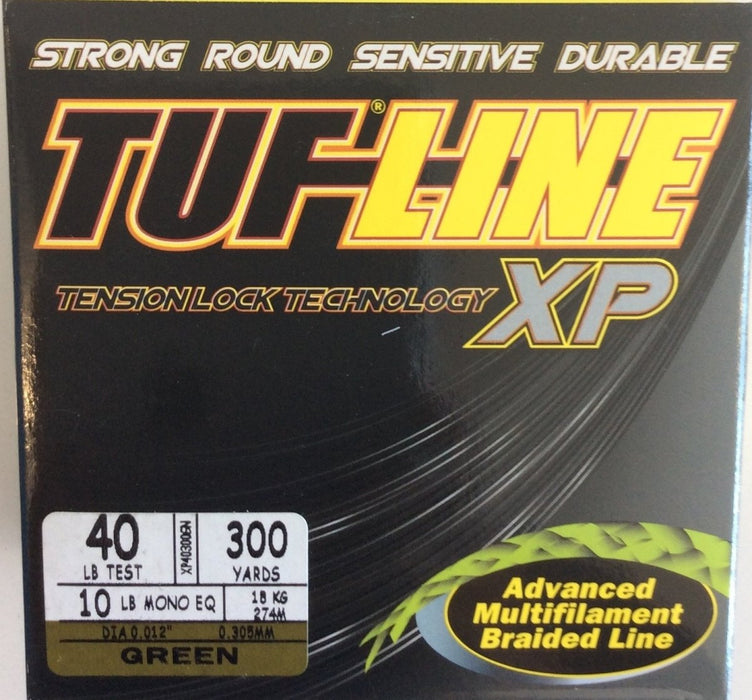 STRONG ROUND SENSITIVE DURABLE
TUF-LINE®
XP
TENSION LOCK TECHNOLOGY
40
LB TEST
XP403006N
300
YARDS
10 LB MONO EQ
18 KG
274M
DIA 0.012" 0.305MM
GREEN
Advanced
Multifilament
Braided Line